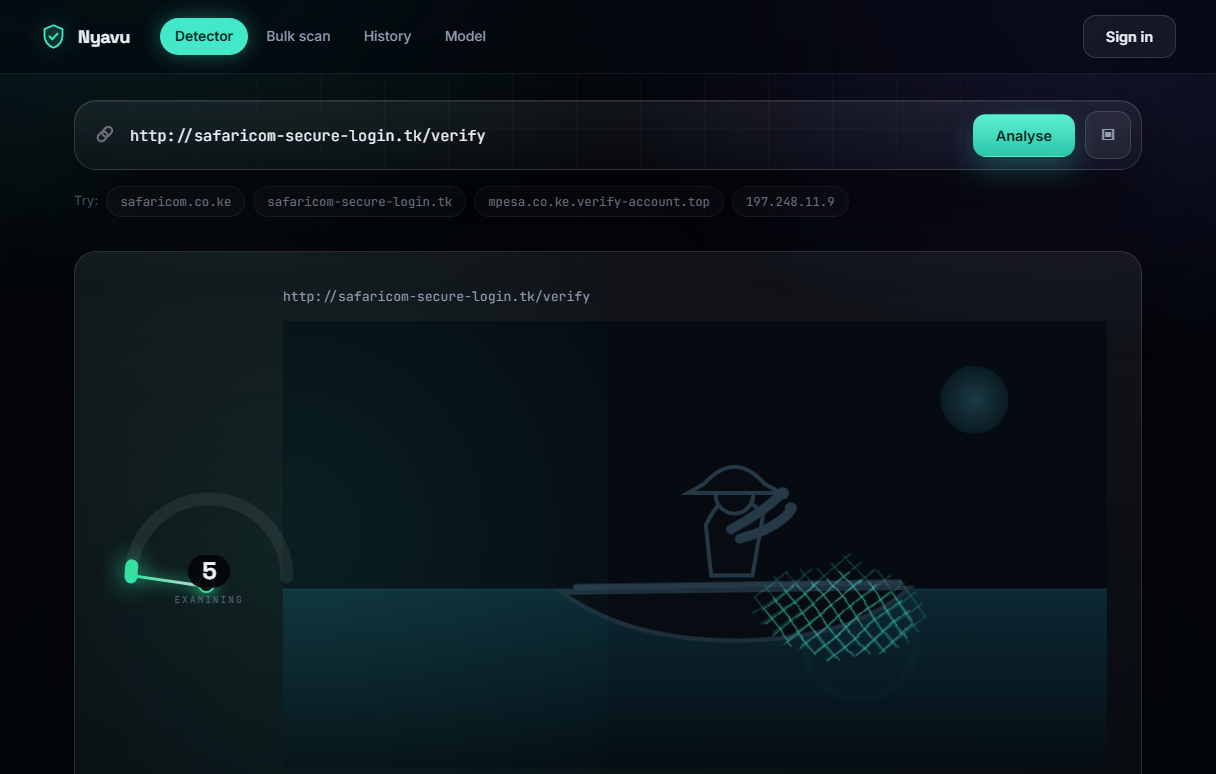 Nyavu
Detector
Bulk scan
History
Model
Sign in
http://safaricom-secure-login.tk/verify
Analyse
Try:
safaricom.co.ke
safaricom-secure-login.tk
mpesa.co.ke.verify-account.top
197.248.11.9
http://safaricom-secure-login.tk/verify
5
EXAMINING